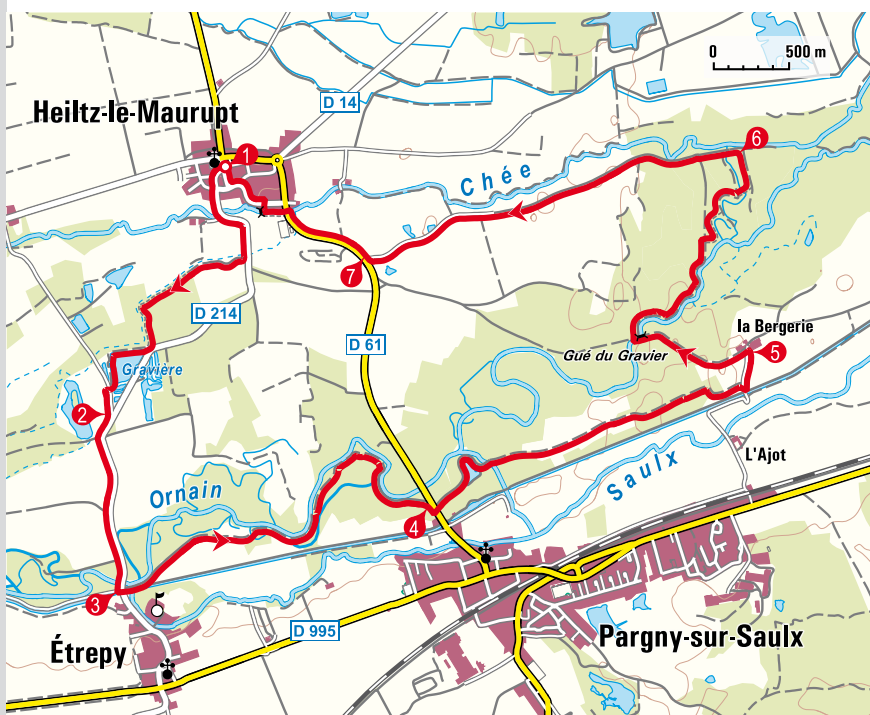 0 500 m
D 14
Heiltz-le-Maurupt
1
6
Chée
7
D 214
la Bergerie
D 61
Gué du Gravier
5
Gravière
2
L'Ajot
Saulx
Ornain
4
3
D 995
Pargny-sur-Saulx
Étrepy